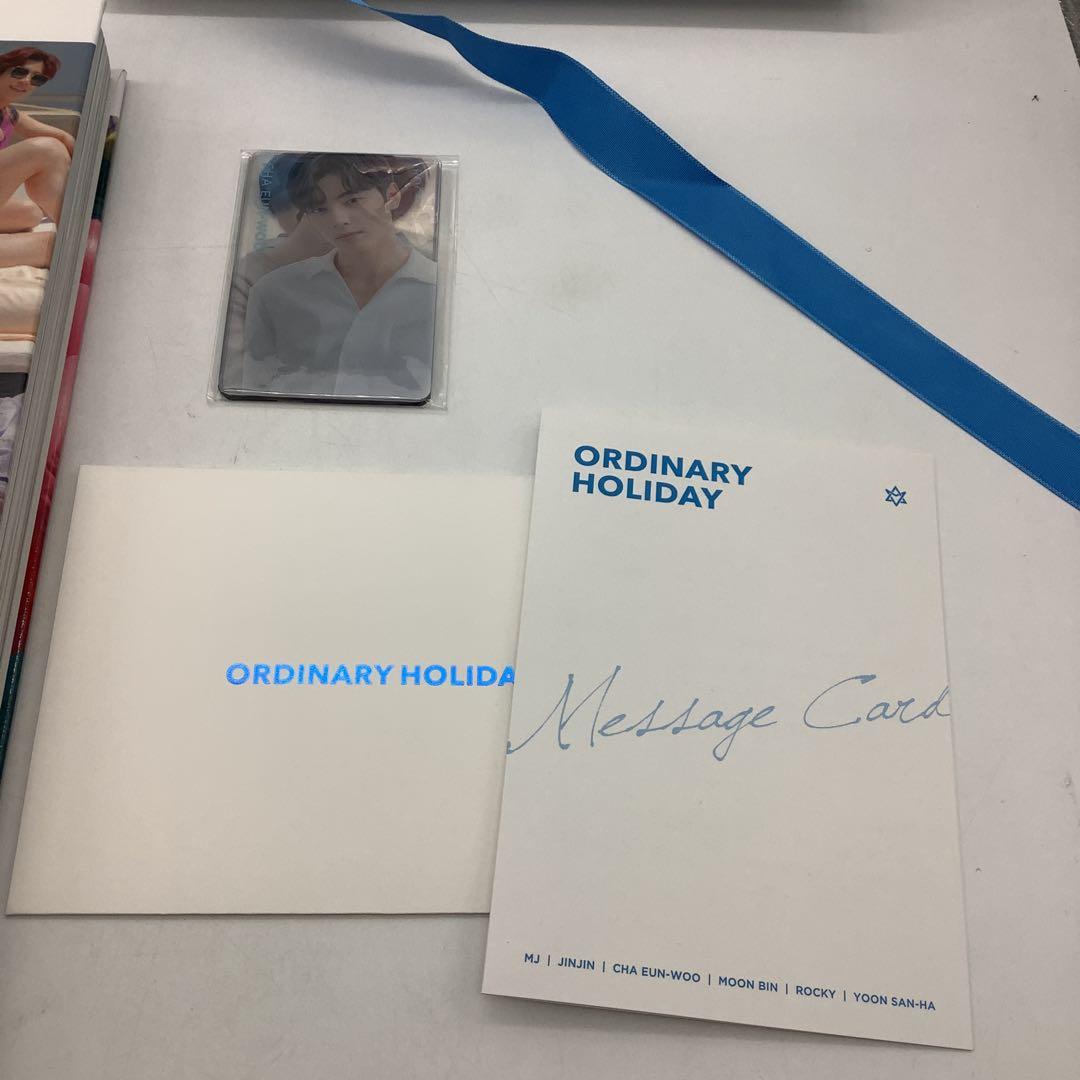 CHA EUN-WOO
ORDINARY HOLIDA
ORDINARY
HOLIDAY
Message Card
MJ | JINJIN | CHA EUN-WOO | MOON BIN | ROCKY | YOON SAN-HA